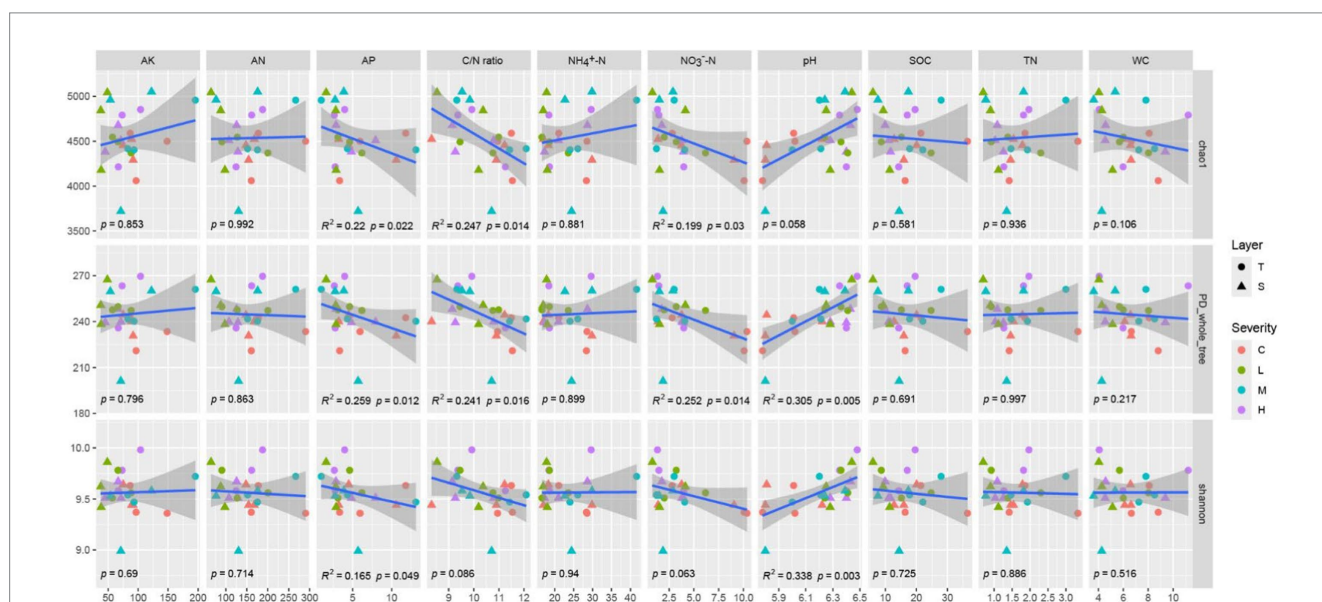 AK AN AP C/N ratio NH₄⁺-N NO₃⁻-N pH SOC TN WC
5000
4500
4000
3500
chao1
p = 0.853 p = 0.992 R² = 0.22 p = 0.022 R² = 0.247 p = 0.014 p = 0.881 R² = 0.199 p = 0.03 p = 0.058 p = 0.581 p = 0.936 p = 0.106
270
240
210
180
PD_whole_tree
p = 0.796 p = 0.863 R² = 0.259 p = 0.012 R² = 0.241 p = 0.016 p = 0.899 R² = 0.252 p = 0.014 R² = 0.305 p = 0.005 p = 0.691 p = 0.997 p = 0.217
10.0
9.5
9.0
shannon
p = 0.69 p = 0.714 R² = 0.165 p = 0.049 p = 0.086 p = 0.94 p = 0.063 R² = 0.338 p = 0.003 p = 0.725 p = 0.886 p = 0.516
50 100 150 200 100 150 200 250 300 5 10 9 10 11 12 20 25 30 35 40 2.5 5.0 7.5 10.0 5.9 6.1 6.3 6.5 10 20 30 1.0 1.5 2.0 2.5 3.0 4 6 8 10
Layer
T
S
Severity
C
L
M
H